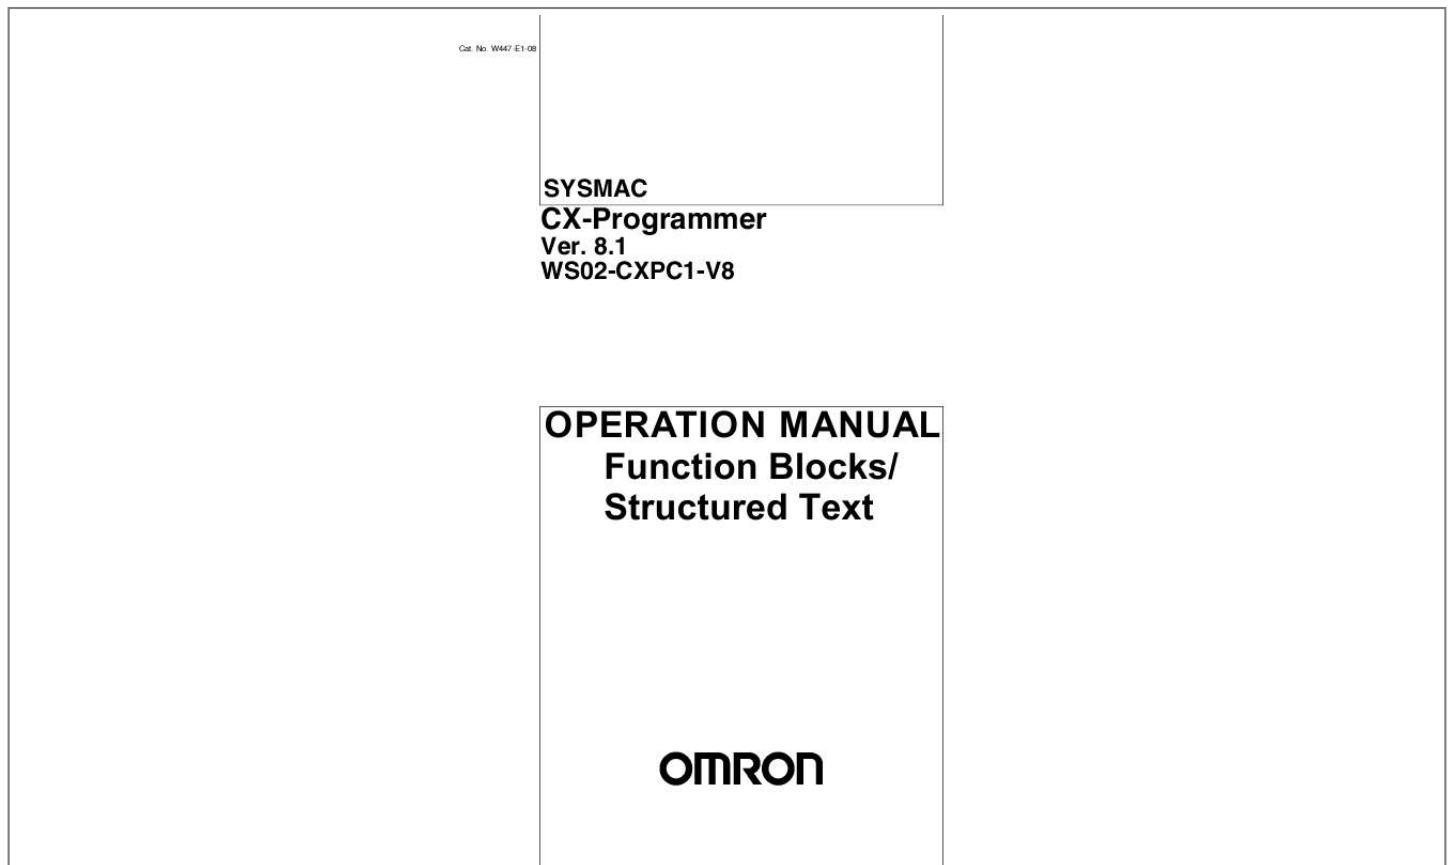 Cat. No. W447-E1-08
SYSMAC
CX-Programmer
Ver. 8.1
WS02-CXPC1-V8
OPERATION MANUAL
Function Blocks/
Structured Text
OMRON